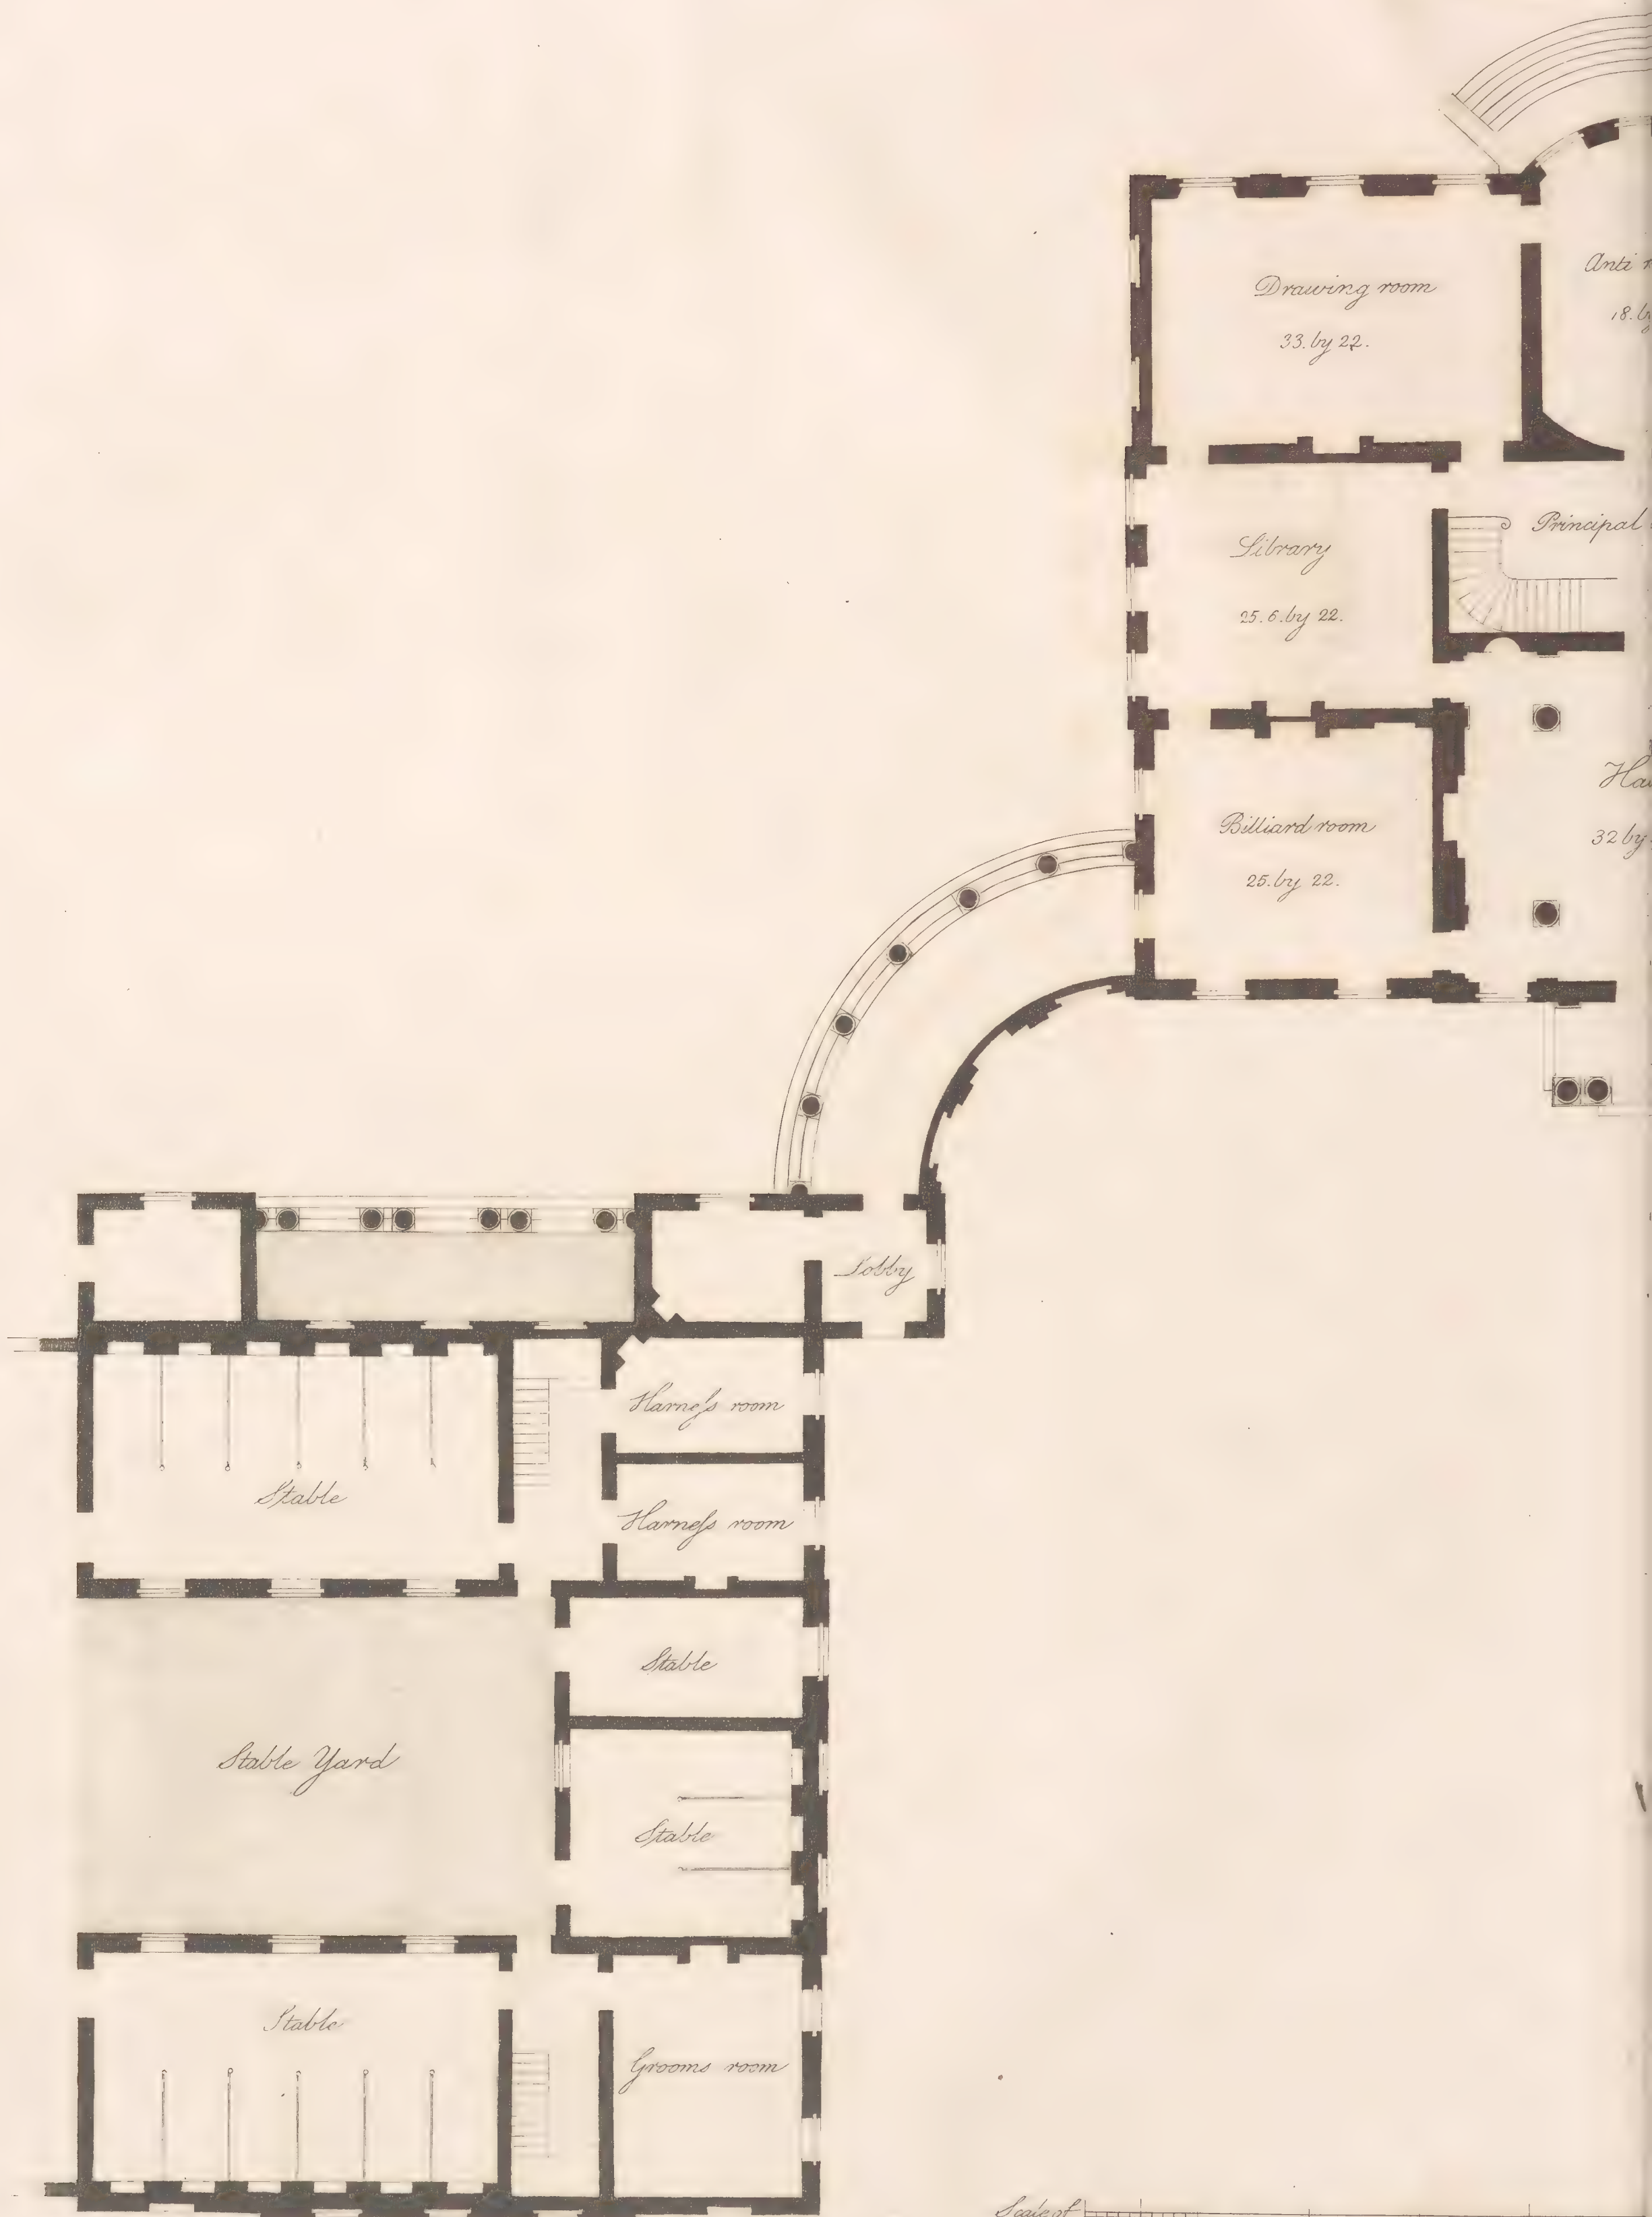 Drawing room
33. by 22.
Anti
18. by
Library
25. 6. by 22.
Principal
Billiard room
25. by 22.
32 by
Lobby
Harneſs room
Stable
Harneſs room
Stable
Stable Yard
Stable
Stable
Grooms room
Scale of